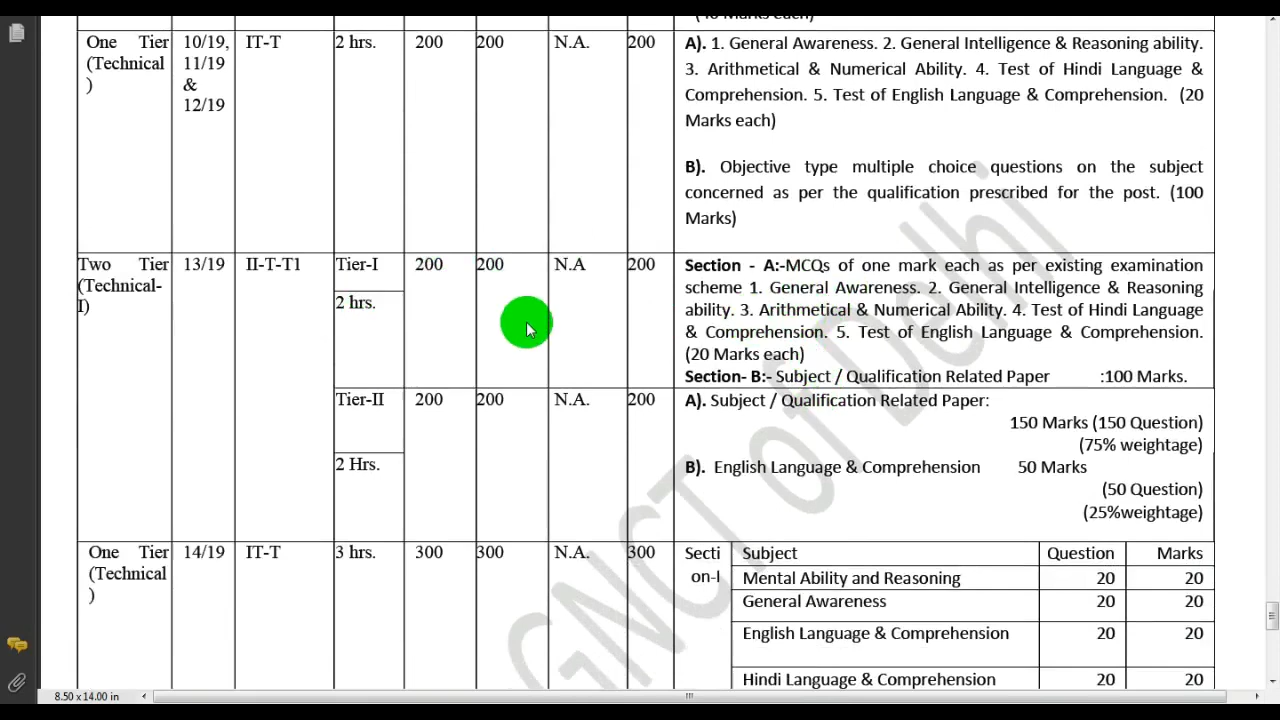 One Tier 10/19, IT-T 2 hrs. 200 200 N.A. 200 A). 1. General Awareness. 2. General Intelligence & Reasoning ability.
(Technical 11/19 3. Arithmetical & Numerical Ability. 4. Test of Hindi Language &
) & Comprehension. 5. Test of English Language & Comprehension. (20
12/19 Marks each)
B). Objective type multiple choice questions on the subject
concerned as per the qualification prescribed for the post. (100
Marks)
Two Tier 13/19 II-T-T1 Tier-I 200 200 N.A 200 Section - A:-MCQs of one mark each as per existing examination
(Technical- scheme 1. General Awareness. 2. General Intelligence & Reasoning
I) 2 hrs. ability. 3. Arithmetical & Numerical Ability. 4. Test of Hindi Language
& Comprehension. 5. Test of English Language & Comprehension.
(20 Marks each)
Section- B:- Subject / Qualification Related Paper :100 Marks.
Tier-II 200 200 N.A. 200 A). Subject / Qualification Related Paper:
150 Marks (150 Question)
(75% weightage)
2 Hrs. B). English Language & Comprehension 50 Marks
(50 Question)
(25%weightage)
One Tier 14/19 IT-T 3 hrs. 300 300 N.A. 300 Secti Subject Question Marks
(Technical on-I Mental Ability and Reasoning 20 20
) General Awareness 20 20
English Language & Comprehension 20 20
Hindi Language & Comprehension 20 20
GNCT of Delhi
8.50 x 14.00 in